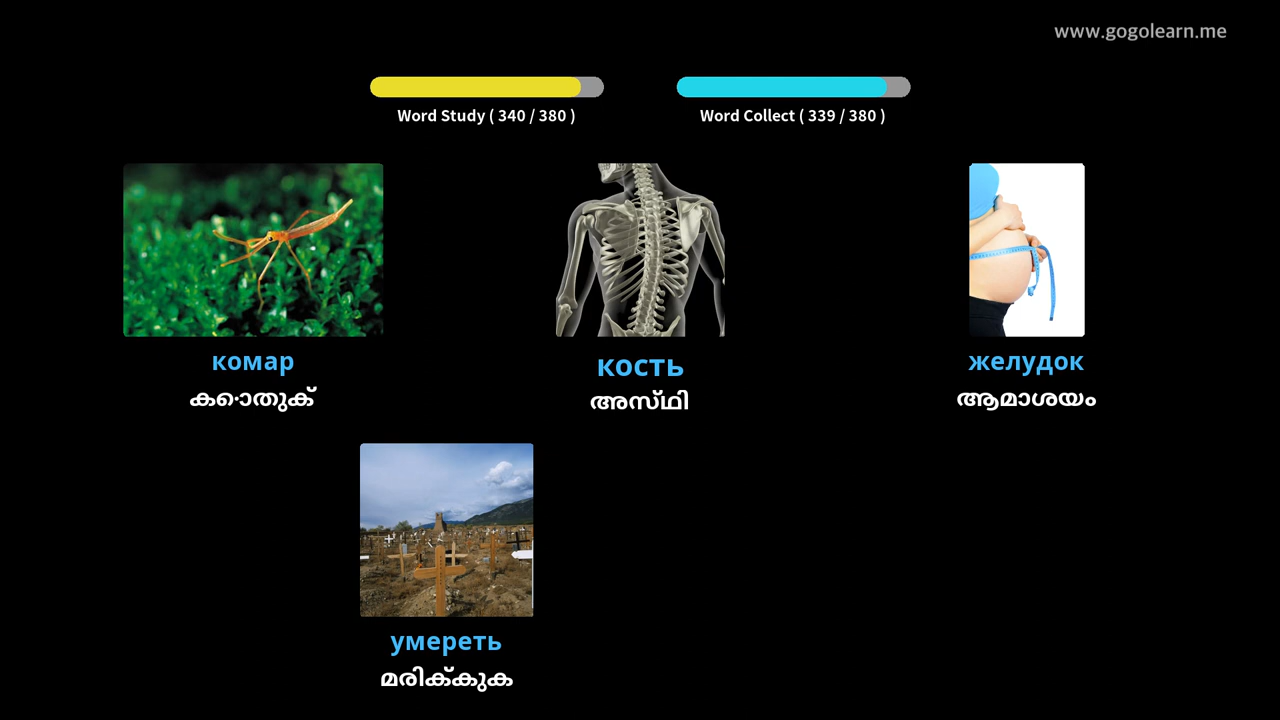 www.gogolearn.me
Word Study ( 340 / 380 )
Word Collect ( 339 / 380 )
комар
кость
желудок
കൊതുക്
അസ്ഥി
ആമാശയം
умереть
മരിക്കുക